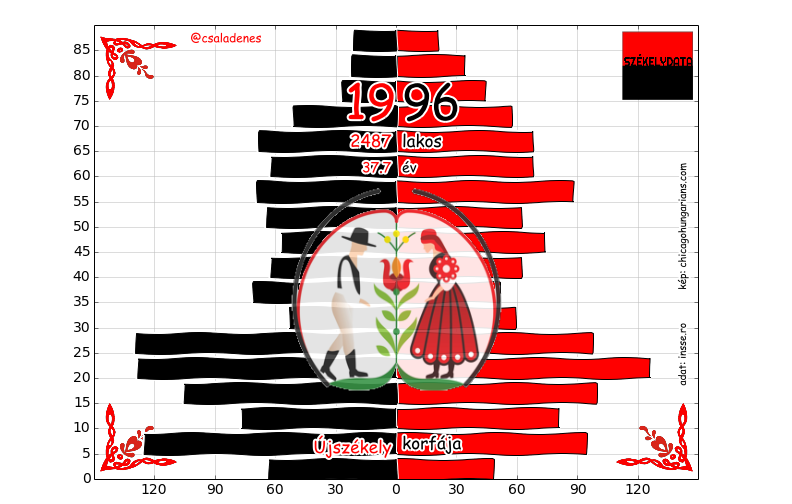 @csaladenes
SZÉKELYDATA
1996
2487 lakos
37.7 év
kép: chicagohungarians.com
adat: insse.ro
Újszékely korfája
85
80
75
70
65
60
55
50
45
40
35
30
25
20
15
10
5
0
120 90 60 30 0 30 60 90 120